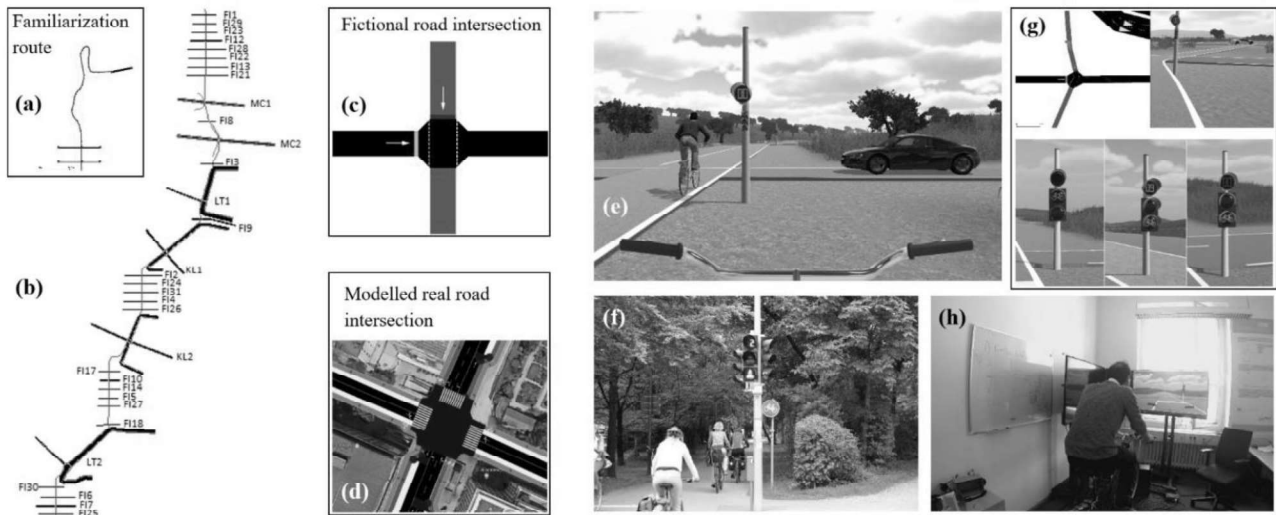 Familiarization
route
(a)
FI1
FI29
FI23
FI12
FI28
FI22
FI13
FI21
MC1
FI8
MC2
FI3
LT1
FI9
KL1
(b)
FI2
FI24
FI31
FI4
FI26
KL2
FI17
FI10
FI14
FI5
FI27
FI18
LT2
FI30
FI6
FI7
FI25
Fictional road intersection
(c)
Modelled real road
intersection
(d)
(e)
(f)
(g)
(h)